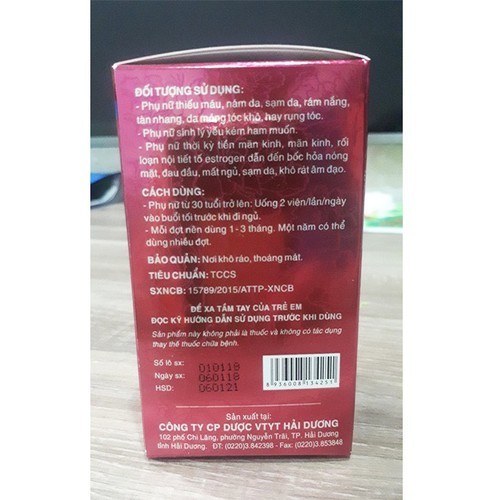 ĐỐI TƯỢNG SỬ DỤNG:
- Phụ nữ thiếu máu, nám da, sạm da, rám nắng,
tàn nhang, da móng tóc khô, hay rụng tóc.
- Phụ nữ sinh lý yếu kém ham muốn.
- Phụ nữ thời kỳ tiền mãn kinh, mãn kinh, rối
loạn nội tiết tố estrogen dẫn đến bốc hỏa nóng
mặt, đau đầu, mất ngủ, sạm da, khô rát âm đạo.
CÁCH DÙNG:
- Phụ nữ từ 30 tuổi trở lên: Uống 2 viên/lần/ngày
vào buổi tối trước khi đi ngủ.
- Mỗi đợt nên dùng 1 - 3 tháng. Một năm có thể
dùng nhiều đợt.
BẢO QUẢN: Nơi khô ráo, thoáng mát.
TIÊU CHUẨN: TCCS
SXNCB: 15789/2015/ATTP-XNCB
ĐỂ XA TẦM TAY CỦA TRẺ EM
ĐỌC KỸ HƯỚNG DẪN SỬ DỤNG TRƯỚC KHI DÙNG
Sản phẩm này không phải là thuốc và không có tác dụng
thay thế thuốc chữa bệnh.
Số lô sx: 010118
Ngày sx: 060118
HSD: 060121
8 936008 134251
Sản xuất tại:
CÔNG TY CP DƯỢC VTYT HẢI DƯƠNG
102 phố Chi Lăng, phường Nguyễn Trãi, TP. Hải Dương
tỉnh Hải Dương. ĐT: (0220)3.842398 - Fax: (0220)3.853848